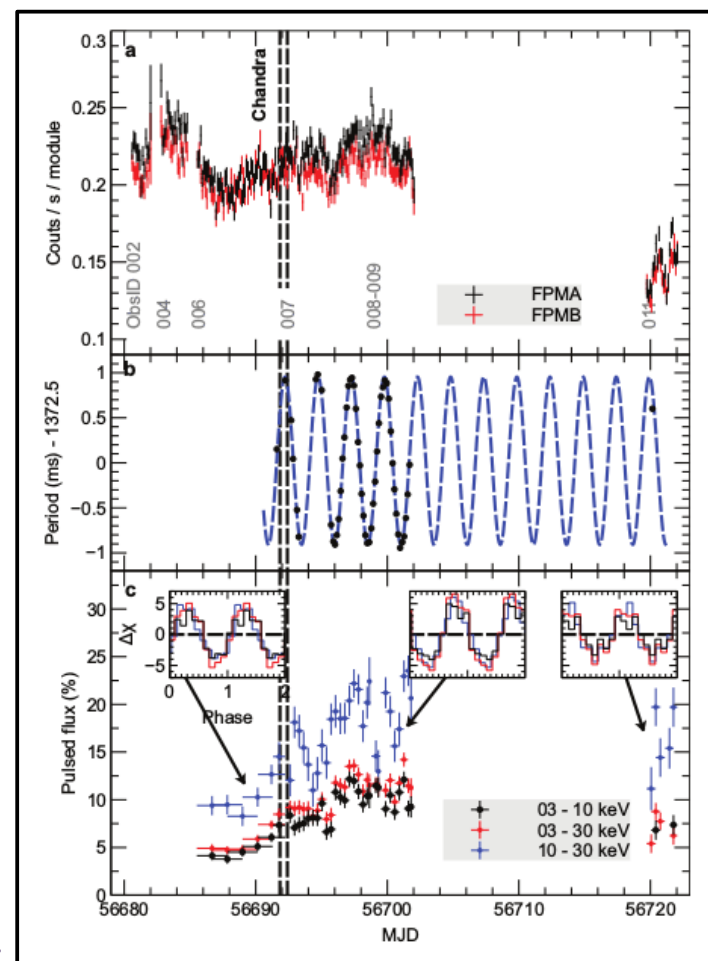 0.3
a
Chandra
0.25
0.2
0.15
0.1
Couts / s / module
ObsID 002
004
006
007
008-009
011
FPMA
FPMB
b
1
0.5
0
−0.5
−1
Period (ms) - 1372.5
c
30
25
20
15
10
5
0
Pulsed flux (%)
Δχ
5
0
−5
0
1
2
Phase
03 - 10 keV
03 - 30 keV
10 - 30 keV
56680
56690
56700
56710
56720
MJD